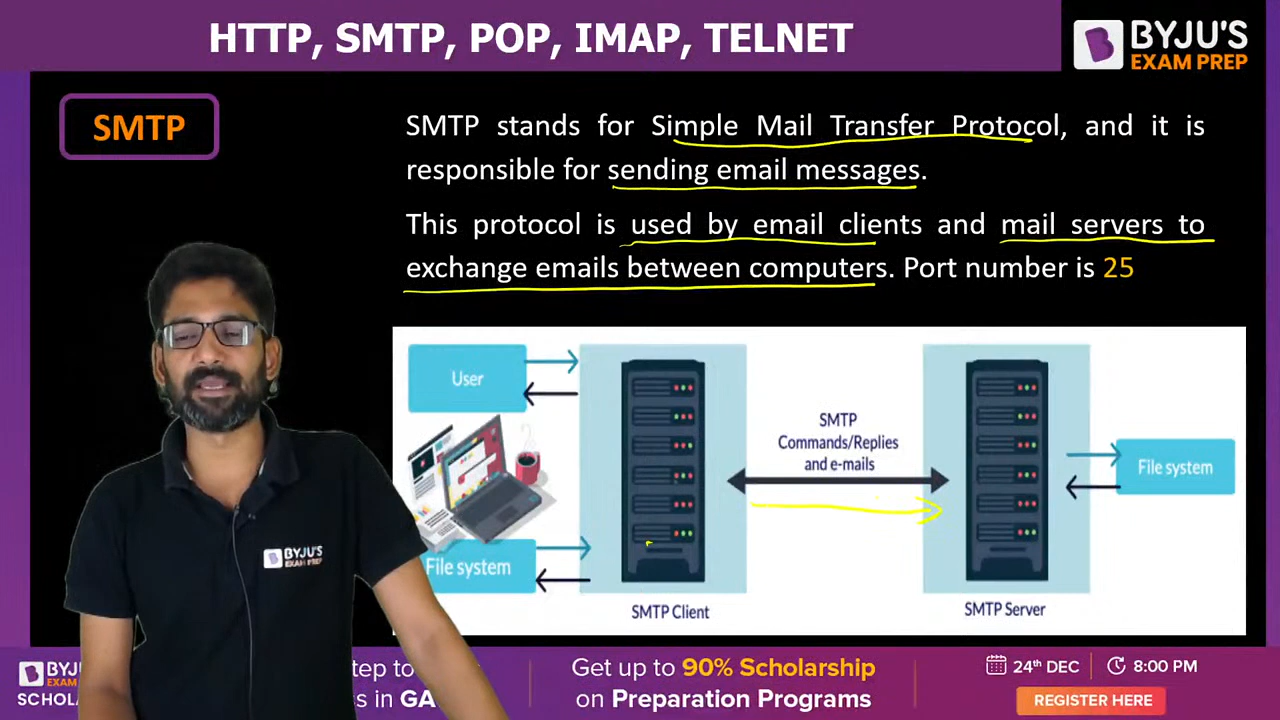 HTTP, SMTP, POP, IMAP, TELNET
BYJU'S
EXAM PREP
SMTP
SMTP stands for Simple Mail Transfer Protocol, and it is
responsible for sending email messages.
This protocol is used by email clients and mail servers to
exchange emails between computers. Port number is 25
User
SMTP
Commands/Replies
and e-mails
File system
File system
SMTP Client
SMTP Server
BYJU'S
EXAM PREP
Get up to 90% Scholarship
on Preparation Programs
24th DEC
8:00 PM
REGISTER HERE